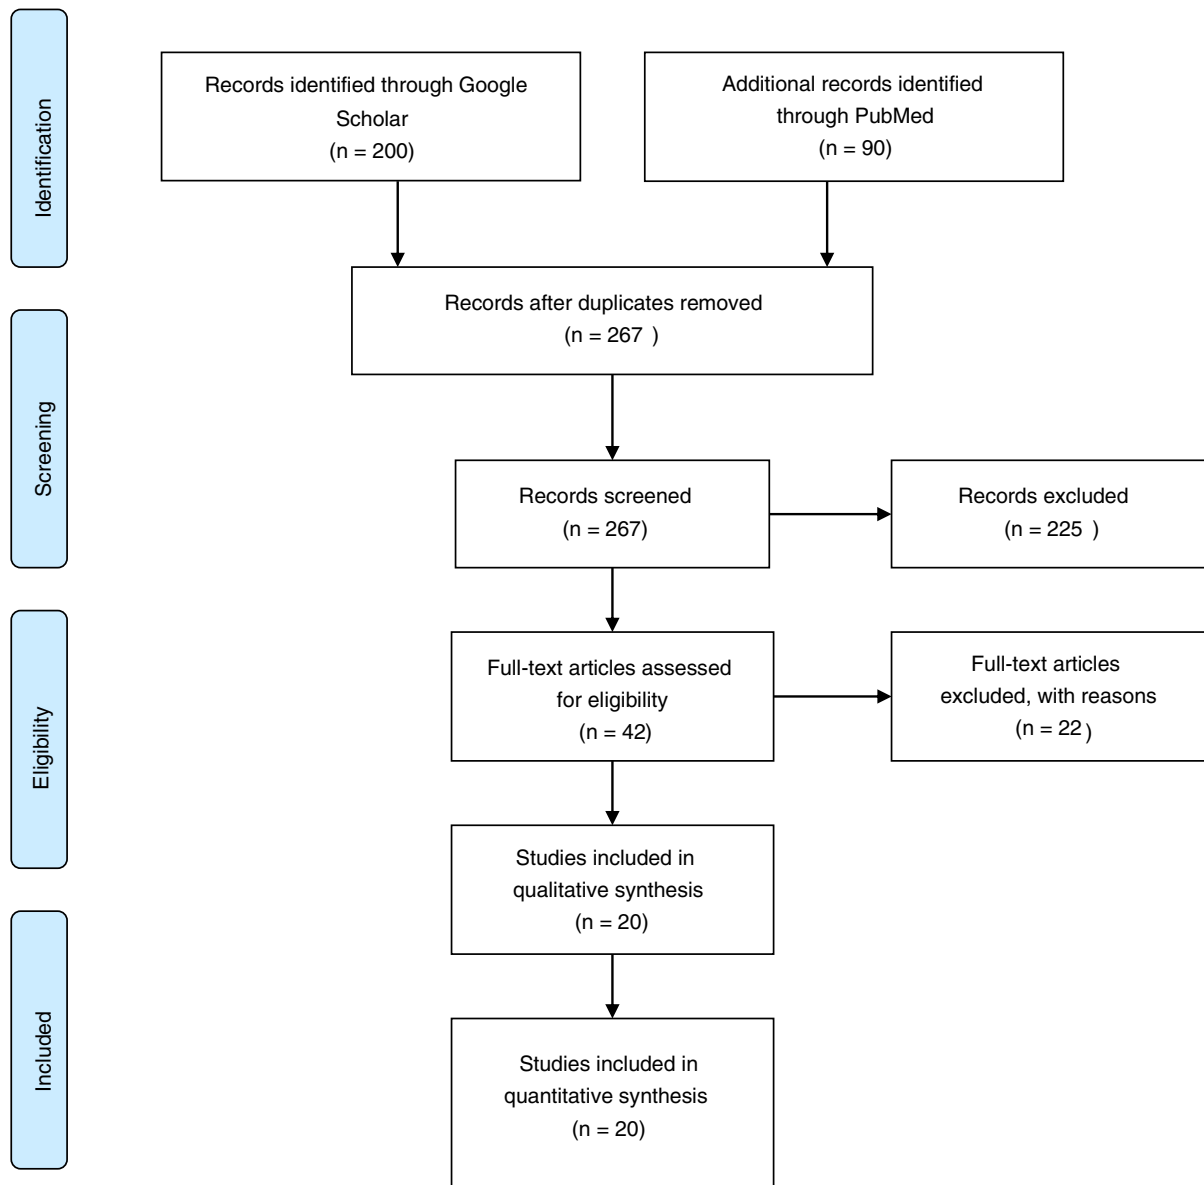 Identification
Records identified through Google
Scholar
(n = 200)
Additional records identified
through PubMed
(n = 90)
Records after duplicates removed
(n = 267 )
Screening
Records screened
(n = 267)
Records excluded
(n = 225 )
Eligibility
Full-text articles assessed
for eligibility
(n = 42)
Full-text articles
excluded, with reasons
(n = 22 )
Studies included in
qualitative synthesis
(n = 20)
Included
Studies included in
quantitative synthesis
(n = 20)